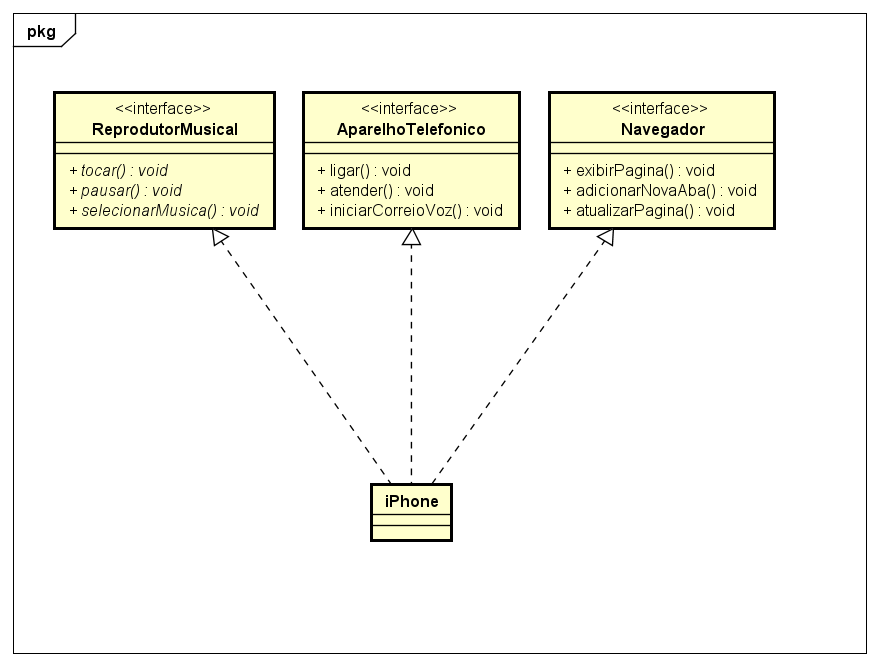 pkg
<<interface>>
ReprodutorMusical
+ tocar() : void
+ pausar() : void
+ selecionarMusica() : void
<<interface>>
AparelhoTelefonico
+ ligar() : void
+ atender() : void
+ iniciarCorreioVoz() : void
<<interface>>
Navegador
+ exibirPagina() : void
+ adicionarNovaAba() : void
+ atualizarPagina() : void
iPhone